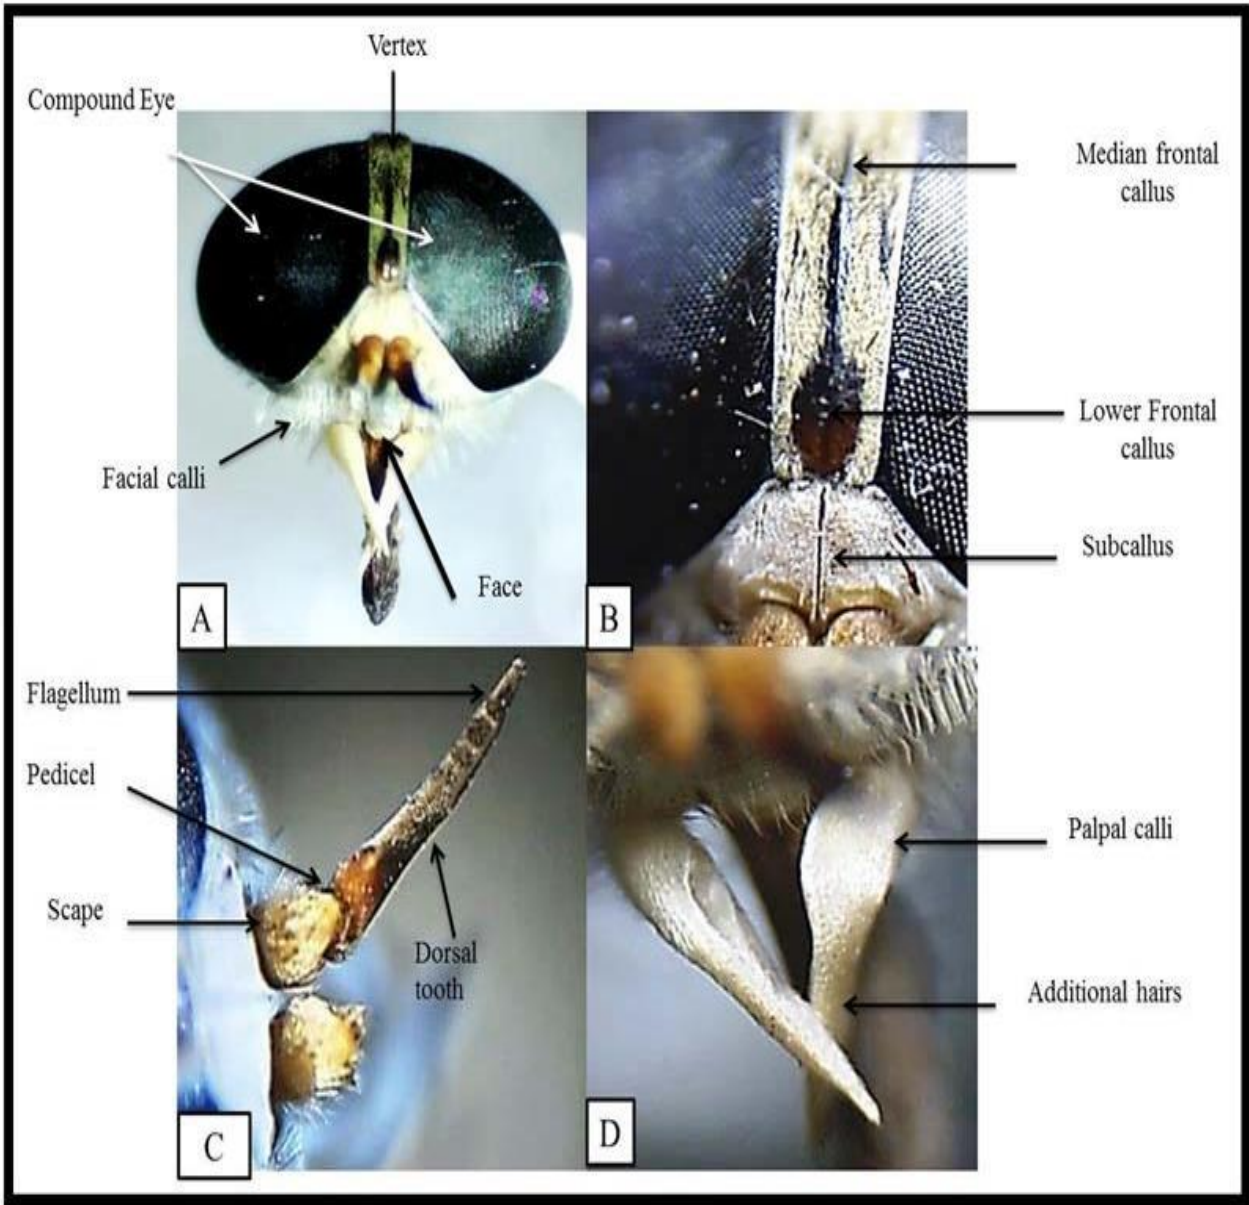 Vertex
Compound Eye
Facial calli
Face
A
Median frontal
callus
Lower Frontal
callus
Subcallus
B
Flagellum
Pedicel
Scape
Dorsal
tooth
C
Palpal calli
Additional hairs
D